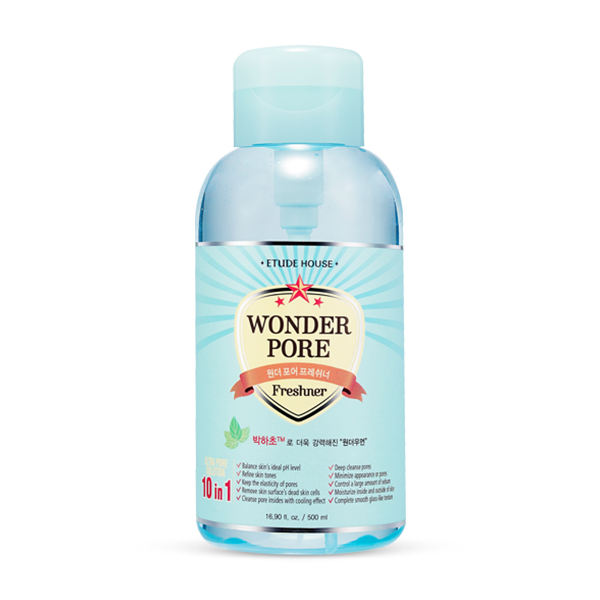 ETUDE HOUSE
WONDER
PORE
원더 포어 프레쉬너
Freshner
박하초™로 더욱 강력해진 "원더우먼"
10 in 1
✓ Balance skin's ideal pH level
✓ Refine skin tones
✓ Keep the elasticity of pores
✓ Remove skin surface's dead skin cells
✓ Cleanse pore insides with cooling effect
✓ Deep cleanse pores
✓ Minimize appearance or pores
✓ Control a large amount of sebum
✓ Moisturize inside and outside of skin
✓ Complete smooth glass-like texture
16.90 fl. oz. / 500 ml